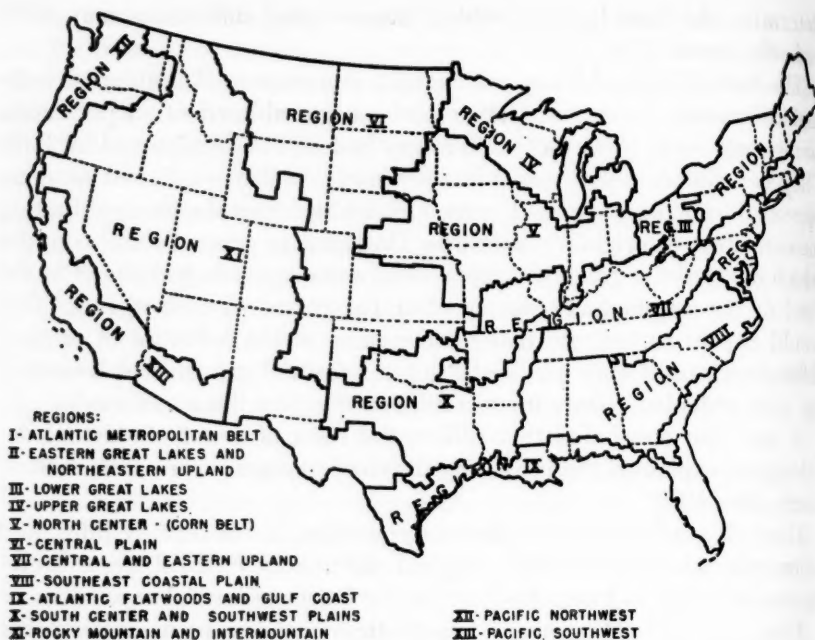 REGION XII
REGION VI
REGION IV
REGION II
REGION V
REG. III
REG. I
REGION XI
REGION VII
REGION VIII
REGION XIII
REGION X
REGION IX
REGIONS:
I-ATLANTIC METROPOLITAN BELT
II-EASTERN GREAT LAKES AND
NORTHEASTERN UPLAND
III-LOWER GREAT LAKES
IV-UPPER GREAT LAKES
V-NORTH CENTER-(CORN BELT)
VI-CENTRAL PLAIN
VII-CENTRAL AND EASTERN UPLAND
VIII-SOUTHEAST COASTAL PLAIN
IX-ATLANTIC FLATWOODS AND GULF COAST
X-SOUTH CENTER AND SOUTHWEST PLAINS
XI-ROCKY MOUNTAIN AND INTERMOUNTAIN
XII-PACIFIC NORTHWEST
XIII-PACIFIC SOUTHWEST